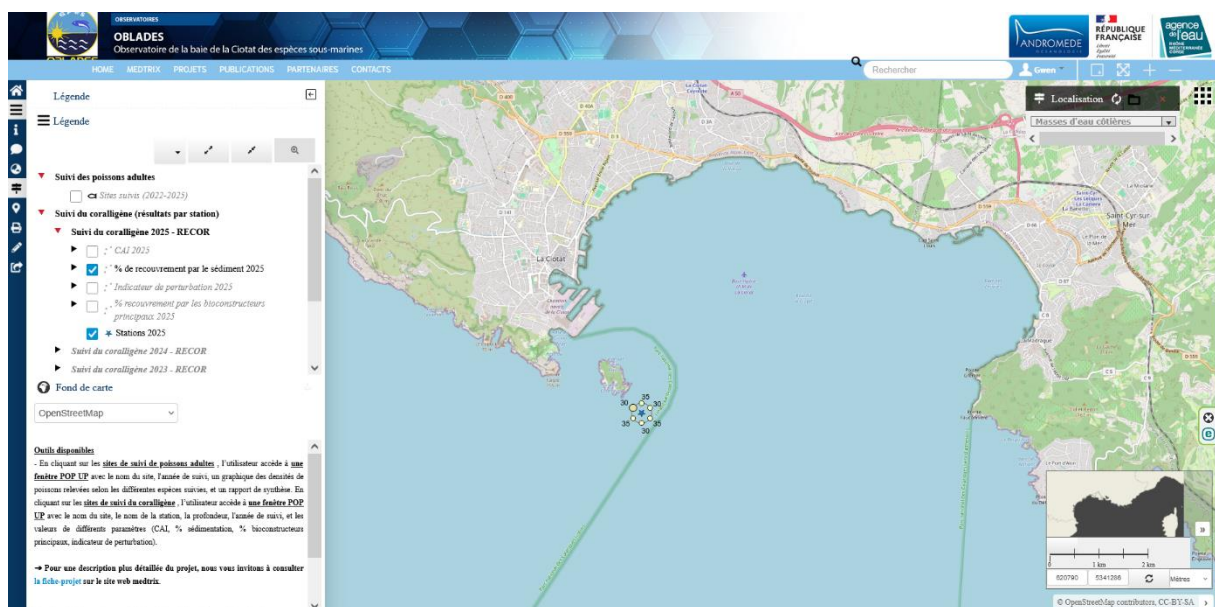 OBSERVATOIRES
OBLADES
Observatoire de la baie de la Ciotat des espèces sous-marines
ANDROMEDE
RÉPUBLIQUE
FRANÇAISE
Liberté
Égalité
Fraternité
agence
de l'eau
HOME MEDTRIX PROJETS PUBLICATIONS PARTENAIRES CONTACTS
Rechercher
Gwen
Légende
Légende
Localisation
Masses d'eau côtières
Suivi des poissons adultes
Sites suivis (2022-2025)
Suivi du coralligène (résultats par station)
Suivi du coralligène 2025 - RECOR
CAI 2025
% de recouvrement par le sédiment 2025
Indicateur de perturbation 2025
% recouvrement par les bioconstructeurs
principaux 2025
Stations 2025
Suivi du coralligène 2024 - RECOR
Suivi du coralligène 2023 - RECOR
Fond de carte
OpenStreetMap
Outils disponibles
- En cliquant sur les sites de suivi de poissons adultes , l'utilisateur accède à une
fenêtre POP UP avec le nom du site, l'année de suivi, un graphique des densités de
poissons relevées selon les différentes espèces suivies, et un rapport de synthèse. En
cliquant sur les sites de suivi du coralligène , l'utilisateur accède à une fenêtre POP
UP avec le nom du site, le nom de la station, la profondeur, l'année de suivi, et les
valeurs de différents paramètres (CAI, % sédimentation, % bioconstructeurs
principaux, indicateur de perturbation).
➔ Pour une description plus détaillée du projet, nous vous invitons à consulter
la fiche-projet sur le site web medtrix.
La Ciotat
Saint-Cyr-sur-
Mer
D 559
D 141
A 50
30 35 30
35 30 35
0 1 km 2 km
620790 5341286 Mètres
© OpenStreetMap contributors, CC-BY-SA